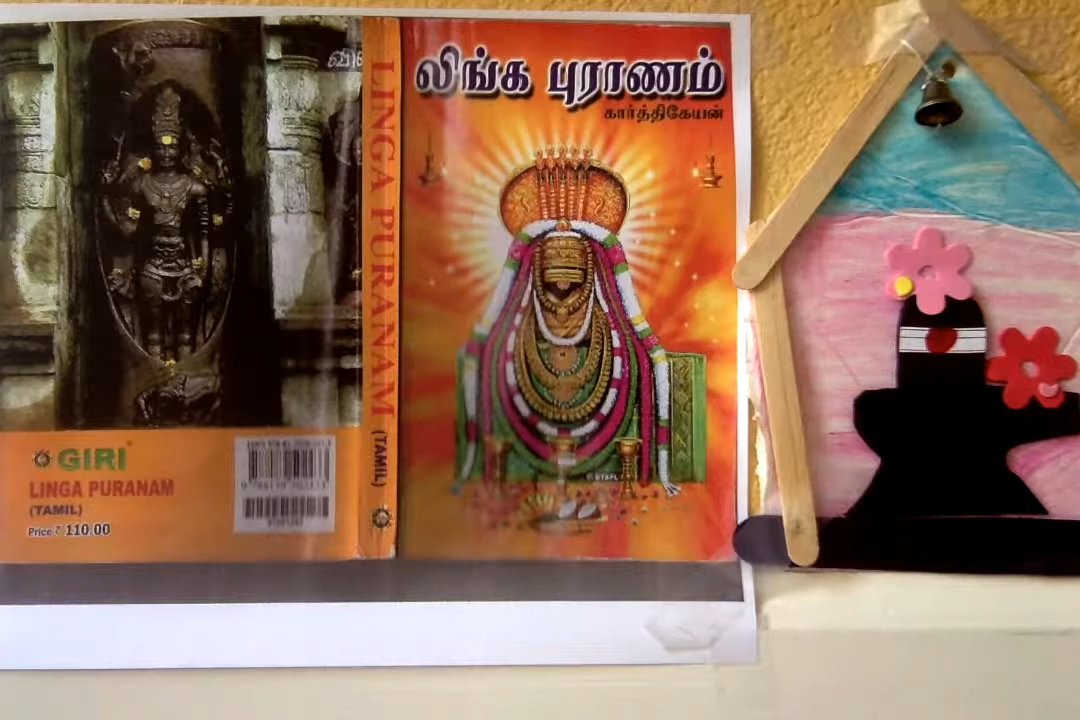 லிங்க புராணம்
கார்த்திகேயன்
LINGA PURANAM (TAMIL)
GIRI
LINGA PURANAM
(TAMIL)
Price ₹ 110.00